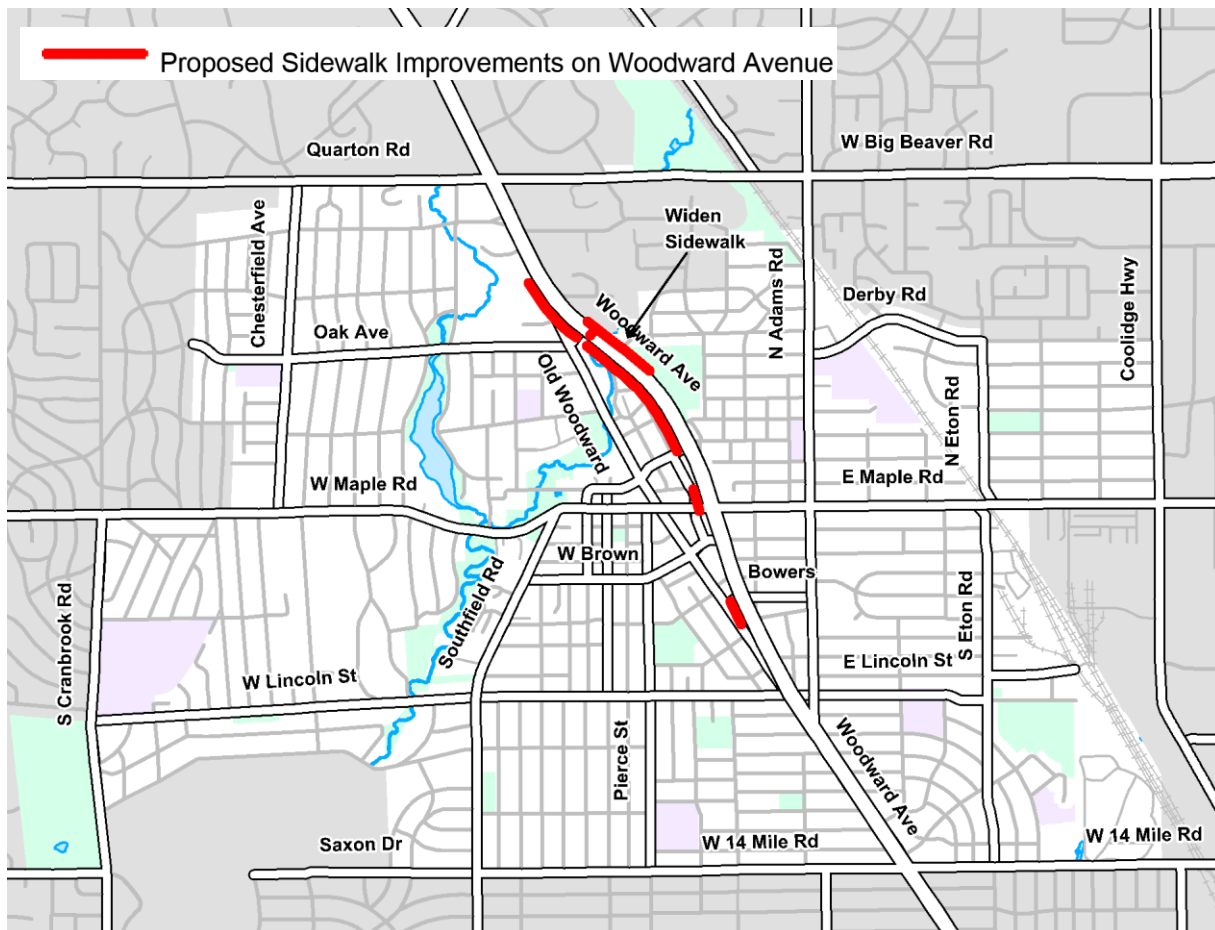 Proposed Sidewalk Improvements on Woodward Avenue
Quarton Rd
W Big Beaver Rd
Widen
Sidewalk
Chesterfield Ave
N Adams Rd
Coolidge Hwy
Derby Rd
Woodward Ave
Oak Ave
Old Woodward
N Eton Rd
W Maple Rd
E Maple Rd
W Brown
Bowers
Southfield Rd
S Eton Rd
S Cranbrook Rd
E Lincoln St
W Lincoln St
Pierce St
Woodward Ave
Saxon Dr
W 14 Mile Rd
W 14 Mile Rd